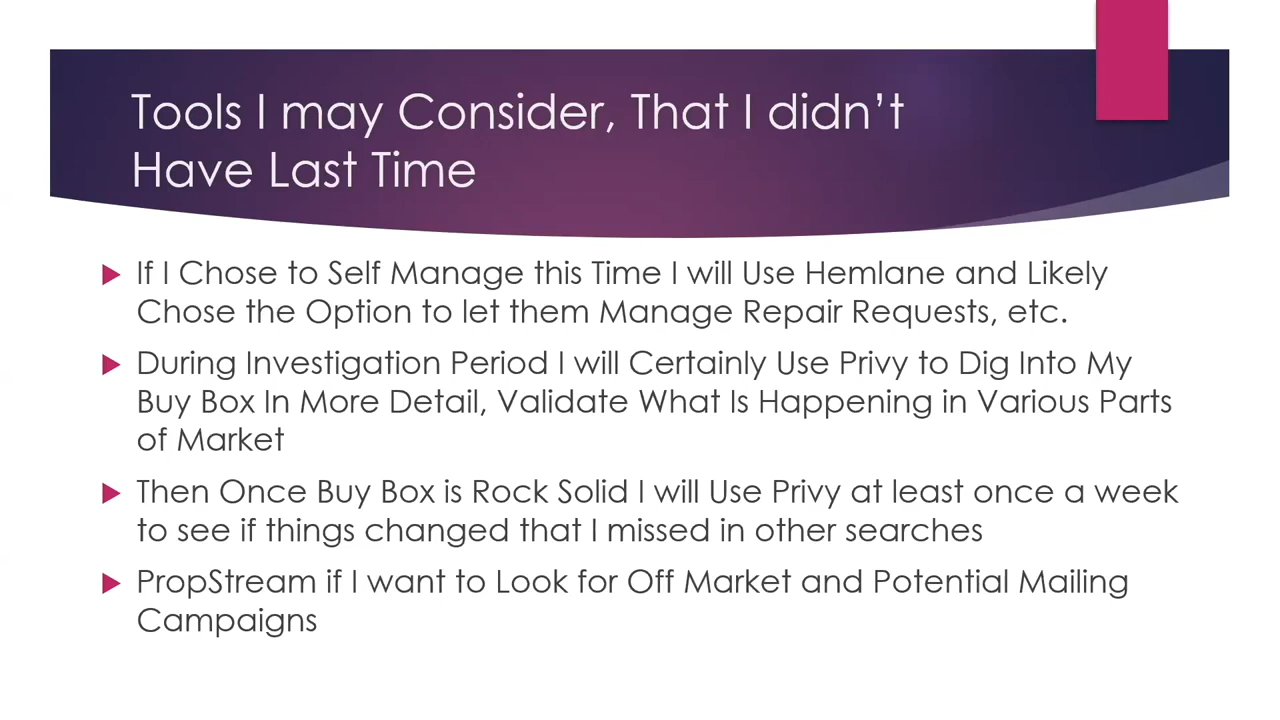 Tools I may Consider, That I didn't
Have Last Time
If I Chose to Self Manage this Time I will Use Hemlane and Likely
Chose the Option to let them Manage Repair Requests, etc.
During Investigation Period I will Certainly Use Privy to Dig Into My
Buy Box In More Detail, Validate What Is Happening in Various Parts
of Market
Then Once Buy Box is Rock Solid I will Use Privy at least once a week
to see if things changed that I missed in other searches
PropStream if I want to Look for Off Market and Potential Mailing
Campaigns